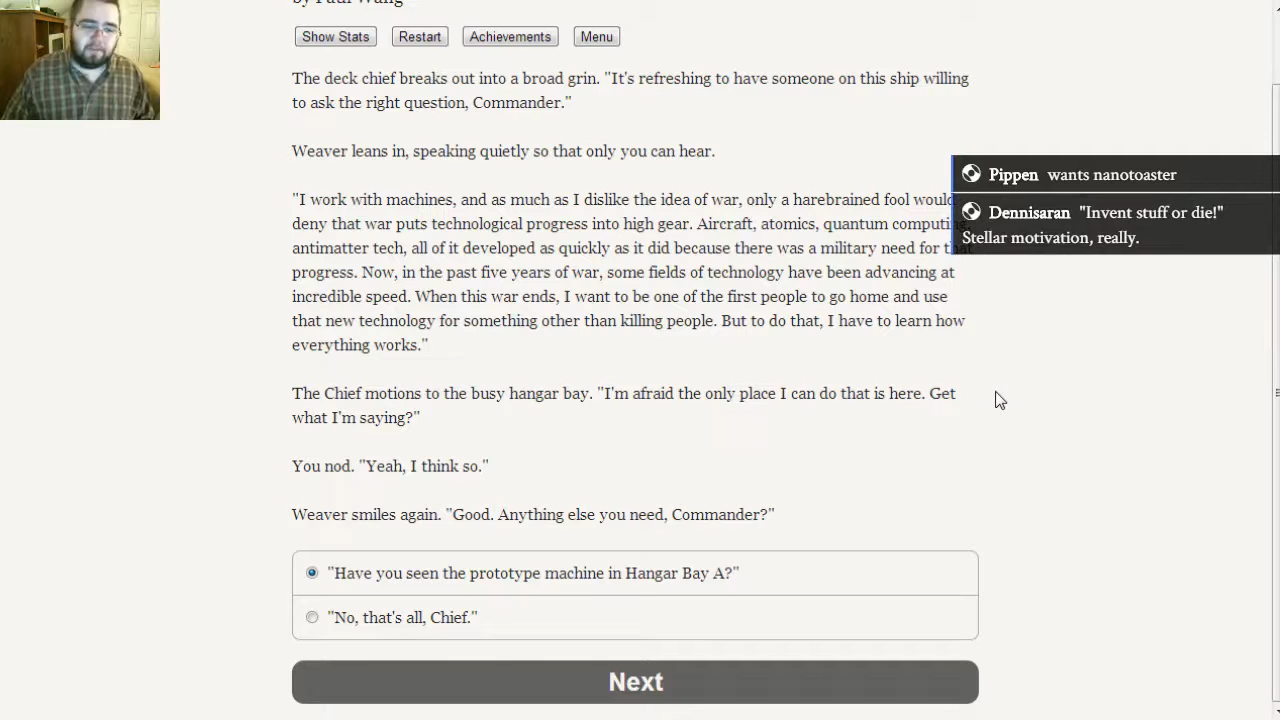 by Paul Wang
Show Stats Restart Achievements Menu
The deck chief breaks out into a broad grin. "It's refreshing to have someone on this ship willing
to ask the right question, Commander."
Weaver leans in, speaking quietly so that only you can hear.
"I work with machines, and as much as I dislike the idea of war, only a harebrained fool would
deny that war puts technological progress into high gear. Aircraft, atomics, quantum computing,
antimatter tech, all of it developed as quickly as it did because there was a military need for that
progress. Now, in the past five years of war, some fields of technology have been advancing at
incredible speed. When this war ends, I want to be one of the first people to go home and use
that new technology for something other than killing people. But to do that, I have to learn how
everything works."
The Chief motions to the busy hangar bay. "I'm afraid the only place I can do that is here. Get
what I'm saying?"
You nod. "Yeah, I think so."
Weaver smiles again. "Good. Anything else you need, Commander?"
"Have you seen the prototype machine in Hangar Bay A?"
"No, that's all, Chief."
Next
Pippen wants nanotoaster
Dennisaran "Invent stuff or die!"
Stellar motivation, really.